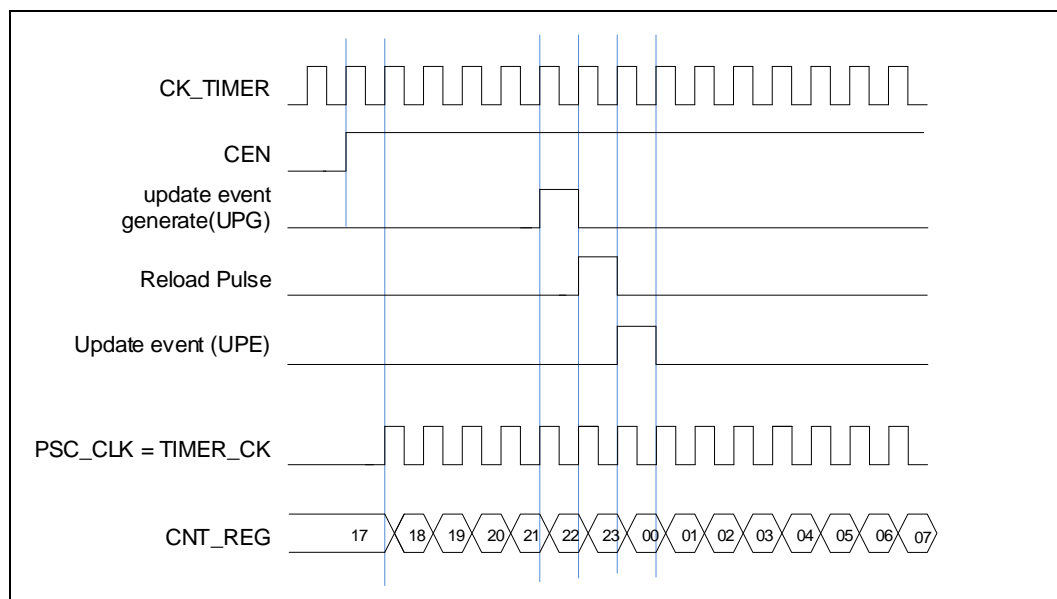 CK_TIMER
CEN
update event
generate(UPG)
Reload Pulse
Update event (UPE)
PSC_CLK = TIMER_CK
CNT_REG 17 18 19 20 21 22 23 00 01 02 03 04 05 06 07